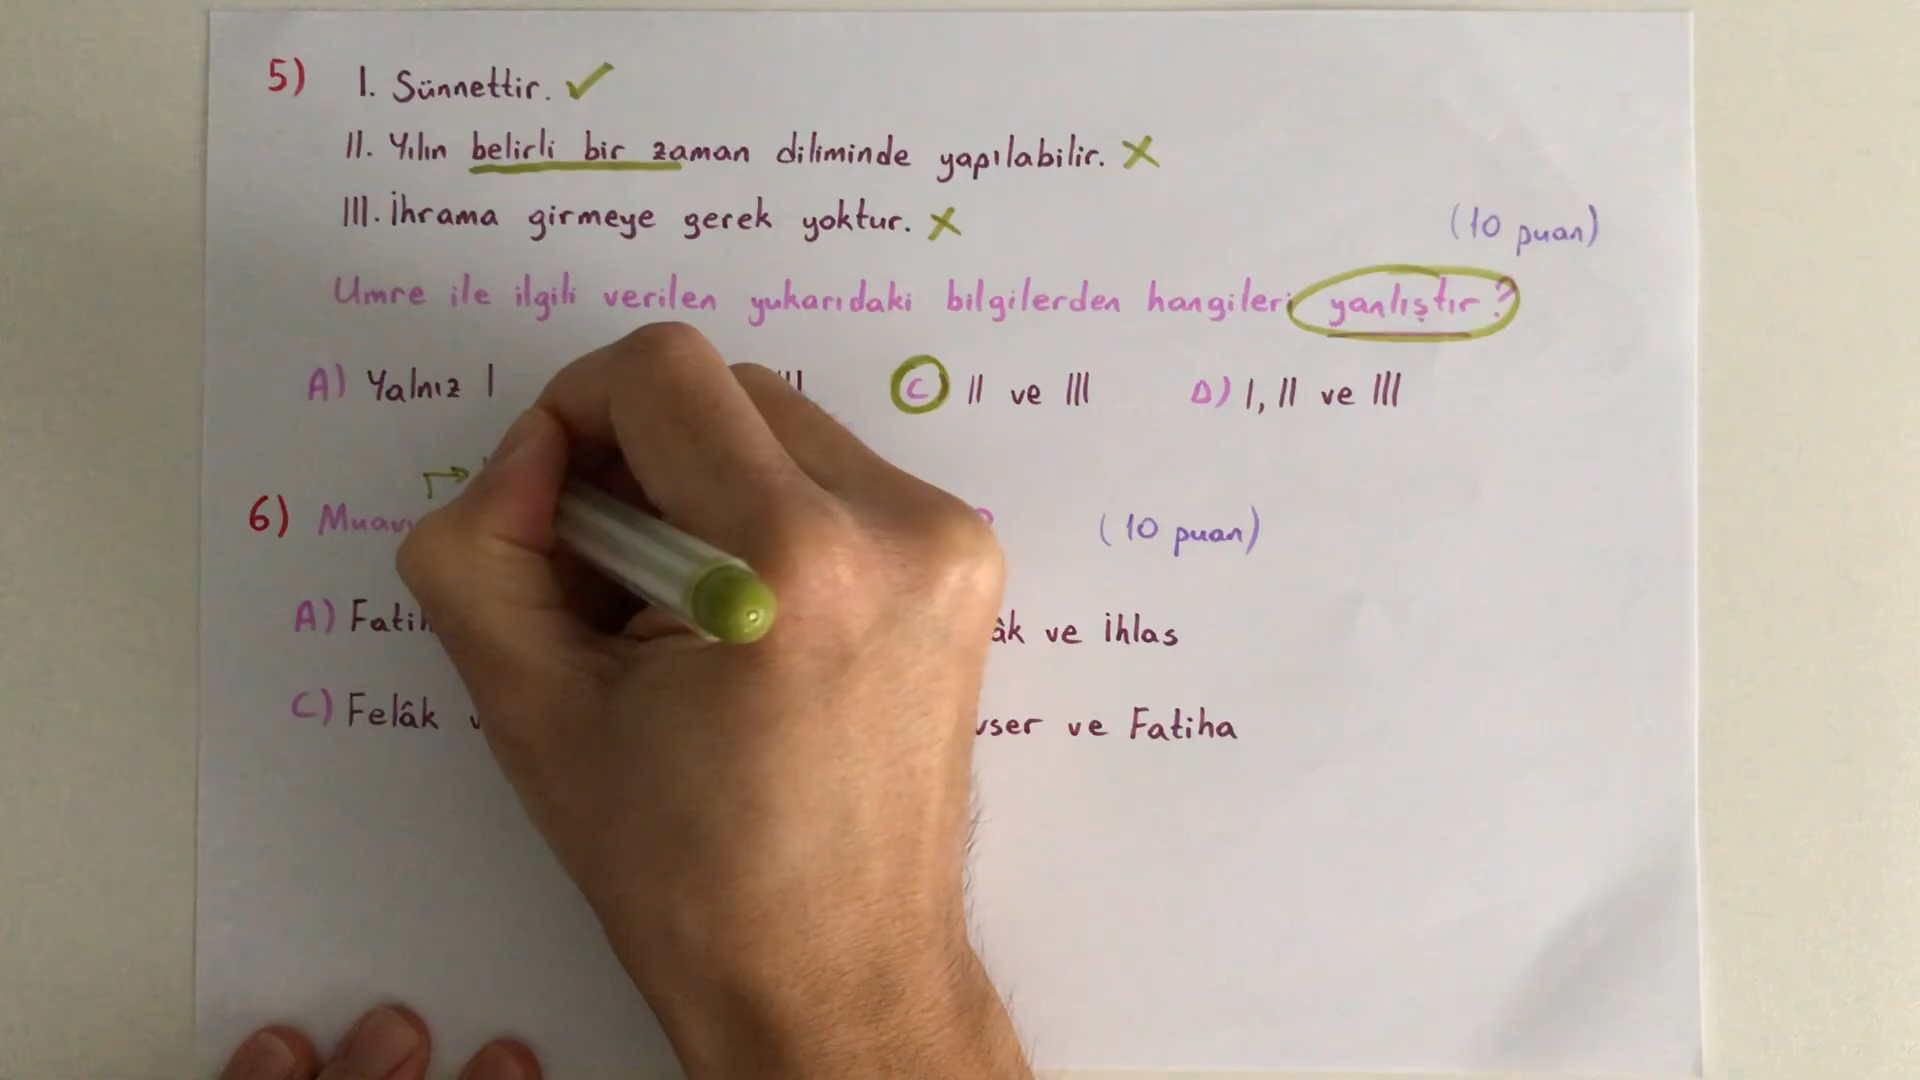 5) I. Sünnettir. ✓
II. Yılın belirli bir zaman diliminde yapılabilir. X
III. İhrama girmeye gerek yoktur. X
(10 puan)
Umre ile ilgili verilen yukarıdaki bilgilerden hangileri yanlıştır?
A) Yalnız I C) II ve III D) I, II ve III
6) (10 puan)
A) ve İhlas
C) Felâk ve Fatiha